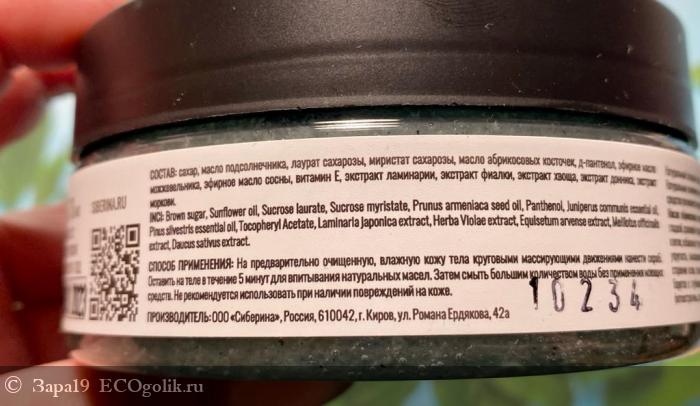 СОСТАВ: сахар, масло подсолнечника, лаурат сахарозы, миристат сахарозы, масло абрикосовых косточек, д-пантенол, эфирное масло
можжевельника, эфирное масло сосны, витамин Е, экстракт ламинарии, экстракт фиалки, экстракт хвоща, экстракт донника, экстракт
моркови.
SIBERINA.RU
INCI: Brown sugar, Sunflower oil, Sucrose laurate, Sucrose myristate, Prunus armeniaca seed oil, Panthenol, Juniperus communis essential oil,
Pinus silvestris essential oil, Tocopheryl Acetate, Laminaria japonica extract, Herba Violae extract, Equisetum arvense extract, Melilotus officinalis
extract, Daucus sativus extract.
СПОСОБ ПРИМЕНЕНИЯ: На предварительно очищенную, влажную кожу тела круговыми массирующими движениями нанести скраб.
Оставить на теле в течение 5 минут для впитывания натуральных масел. Затем смыть большим количеством воды без применения моющих
средств. Не рекомендуется использовать при наличии повреждений на коже.
10234
ПРОИЗВОДИТЕЛЬ: ООО «Сиберина», Россия, 610042, г. Киров, ул. Романа Ердякова, 42а
© Зара19 ECOgolik.ru